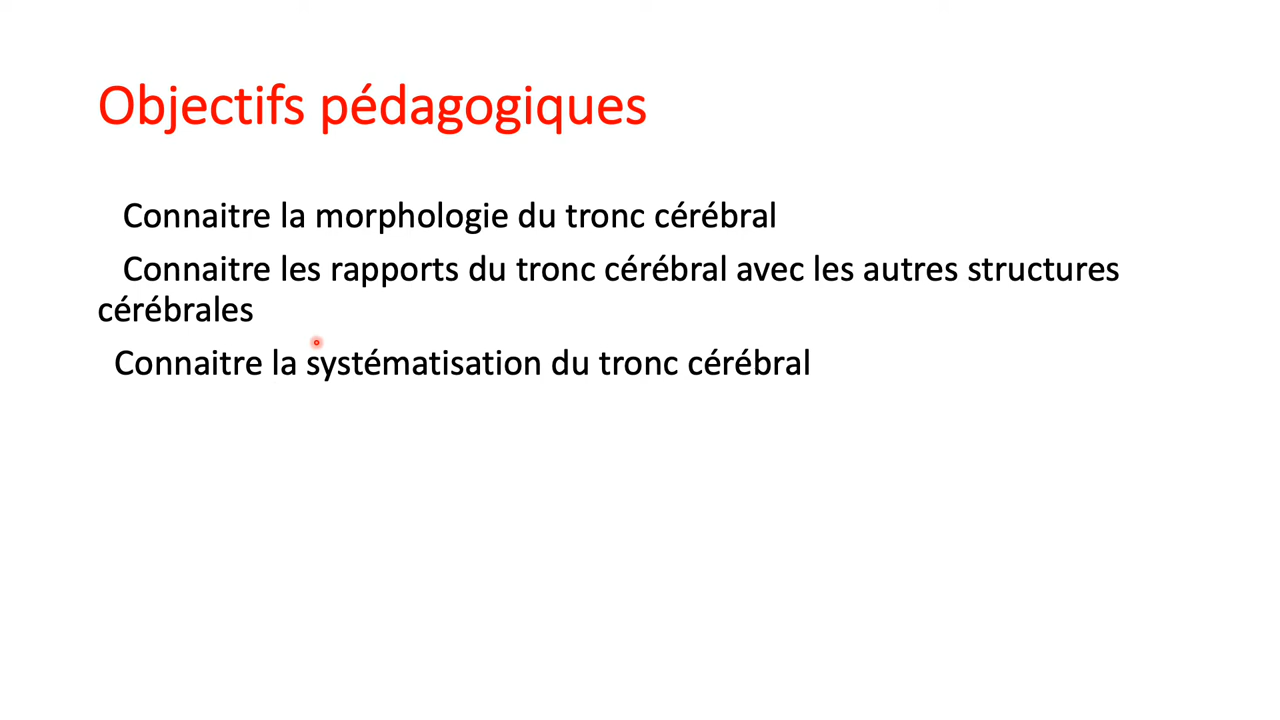 Objectifs pédagogiques
Connaitre la morphologie du tronc cérébral
Connaitre les rapports du tronc cérébral avec les autres structures
cérébrales
Connaitre la systématisation du tronc cérébral